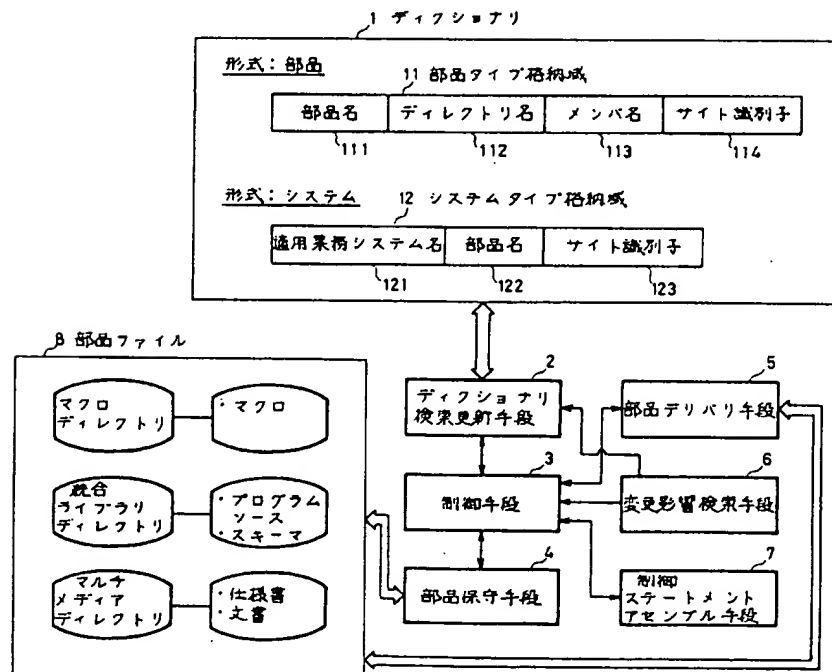 1 ディクショナリ
形式:部品
11 部品タイプ格納域
部品名 ディレクトリ名 メンバ名 サイト識別子
111 112 113 114
形式:システム
12 システムタイプ格納域
適用業務システム名 部品名 サイト識別子
121 122 123
8 部品ファイル
マクロ
ディレクトリ
・マクロ
統合
ライブラリ
ディレクトリ
・プログラム
ソース
・スキーマ
マルチ
メディア
ディレクトリ
・仕様書
・文書
2
ディクショナリ
検索更新手段
3
制御手段
4
部品保守手段
5
部品デリバリ手段
6
変更影響検索手段
7
制御
ステートメント
アセンブル手段